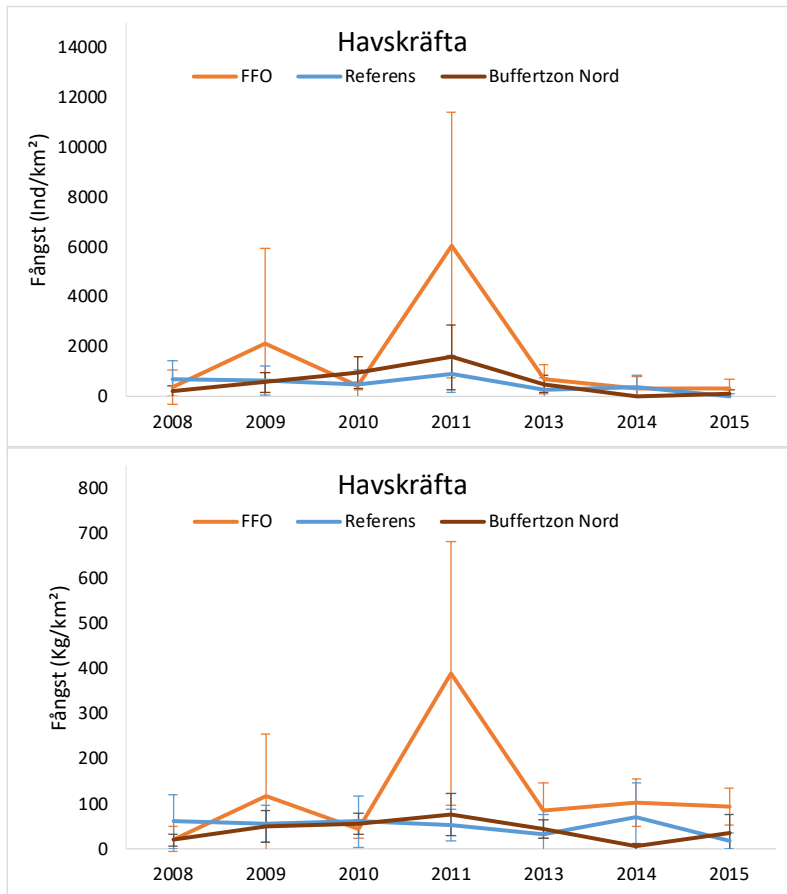 Havskräfta
FFO Referens Buffertzon Nord
Fångst (Ind/km²)
14000
12000
10000
8000
6000
4000
2000
0
2008 2009 2010 2011 2013 2014 2015
Havskräfta
FFO Referens Buffertzon Nord
Fångst (Kg/km²)
800
700
600
500
400
300
200
100
0
2008 2009 2010 2011 2013 2014 2015